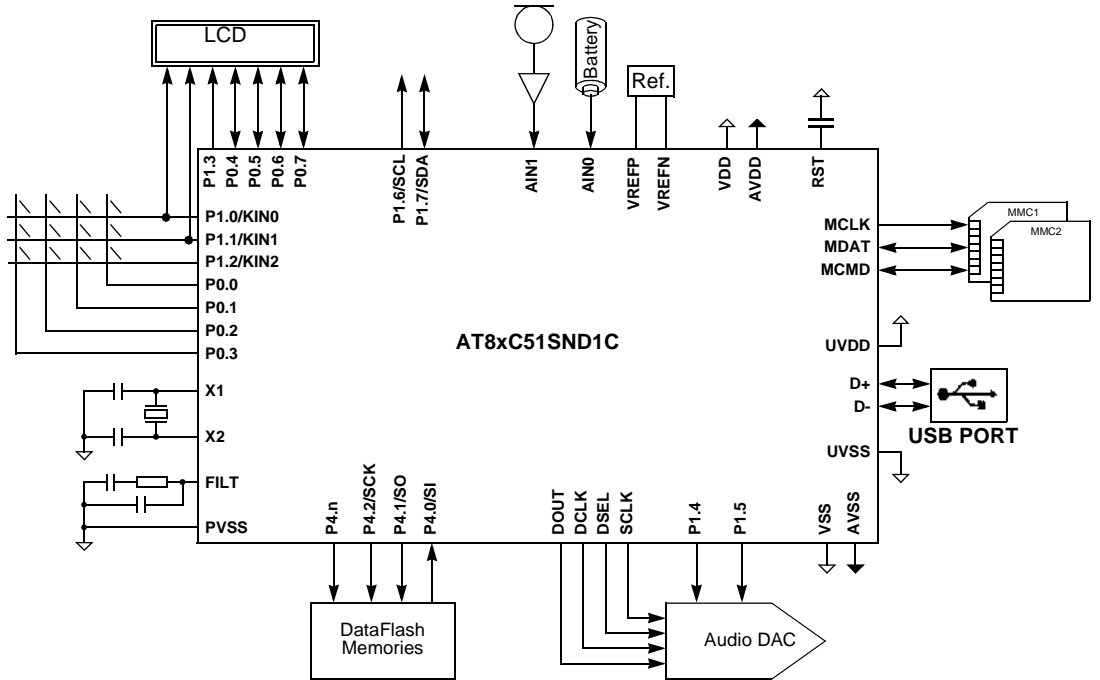 LCD
Battery
Ref.
P1.3
P0.4
P0.5
P0.6
P0.7
P1.6/SCL
P1.7/SDA
AIN1
AIN0
VREFP
VREFN
VDD
AVDD
RST
P1.0/KIN0
P1.1/KIN1
P1.2/KIN2
P0.0
P0.1
P0.2
P0.3
X1
X2
FILT
PVSS
AT8xC51SND1C
MCLK
MDAT
MCMD
MMC1
MMC2
UVDD
D+
D-
USB PORT
UVSS
P4.n
P4.2/SCK
P4.1/SO
P4.0/SI
DOUT
DCLK
DSEL
SCLK
P1.4
P1.5
VSS
AVSS
DataFlash
Memories
Audio DAC